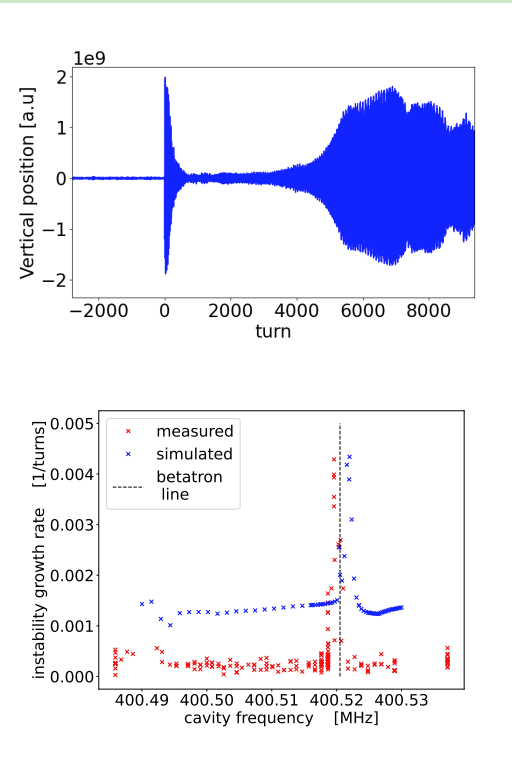 1e9
2
1
0
−1
−2
Vertical position [a.u]
−2000 0 2000 4000 6000 8000
turn
0.005
0.004
0.003
0.002
0.001
0.000
instability growth rate [1/turns]
measured
simulated
betatron
line
400.49 400.50 400.51 400.52 400.53
cavity frequency [MHz]